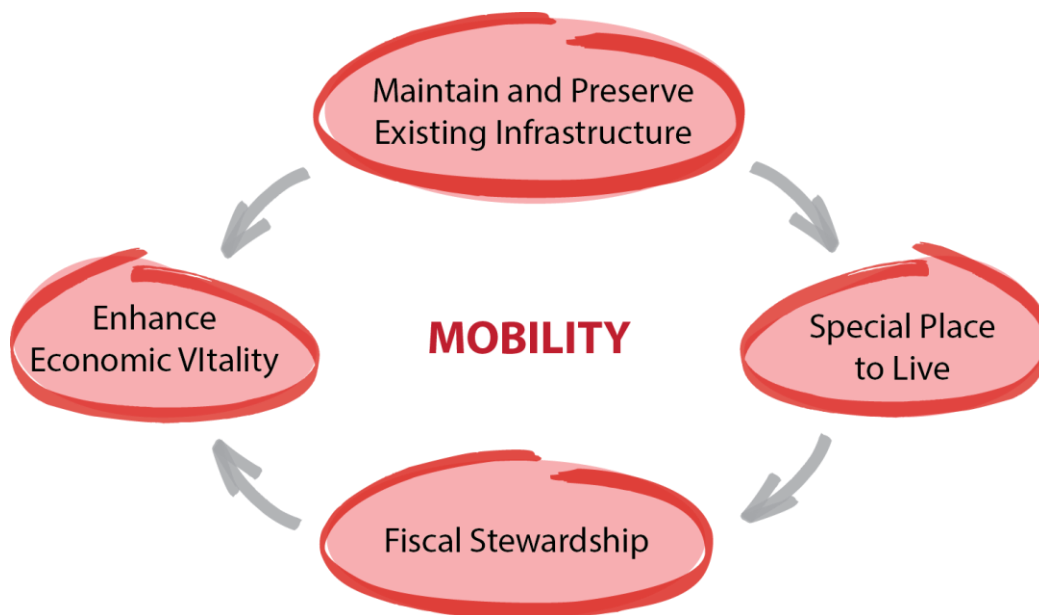 Maintain and Preserve
Existing Infrastructure
Enhance
Economic VItality
MOBILITY
Special Place
to Live
Fiscal Stewardship